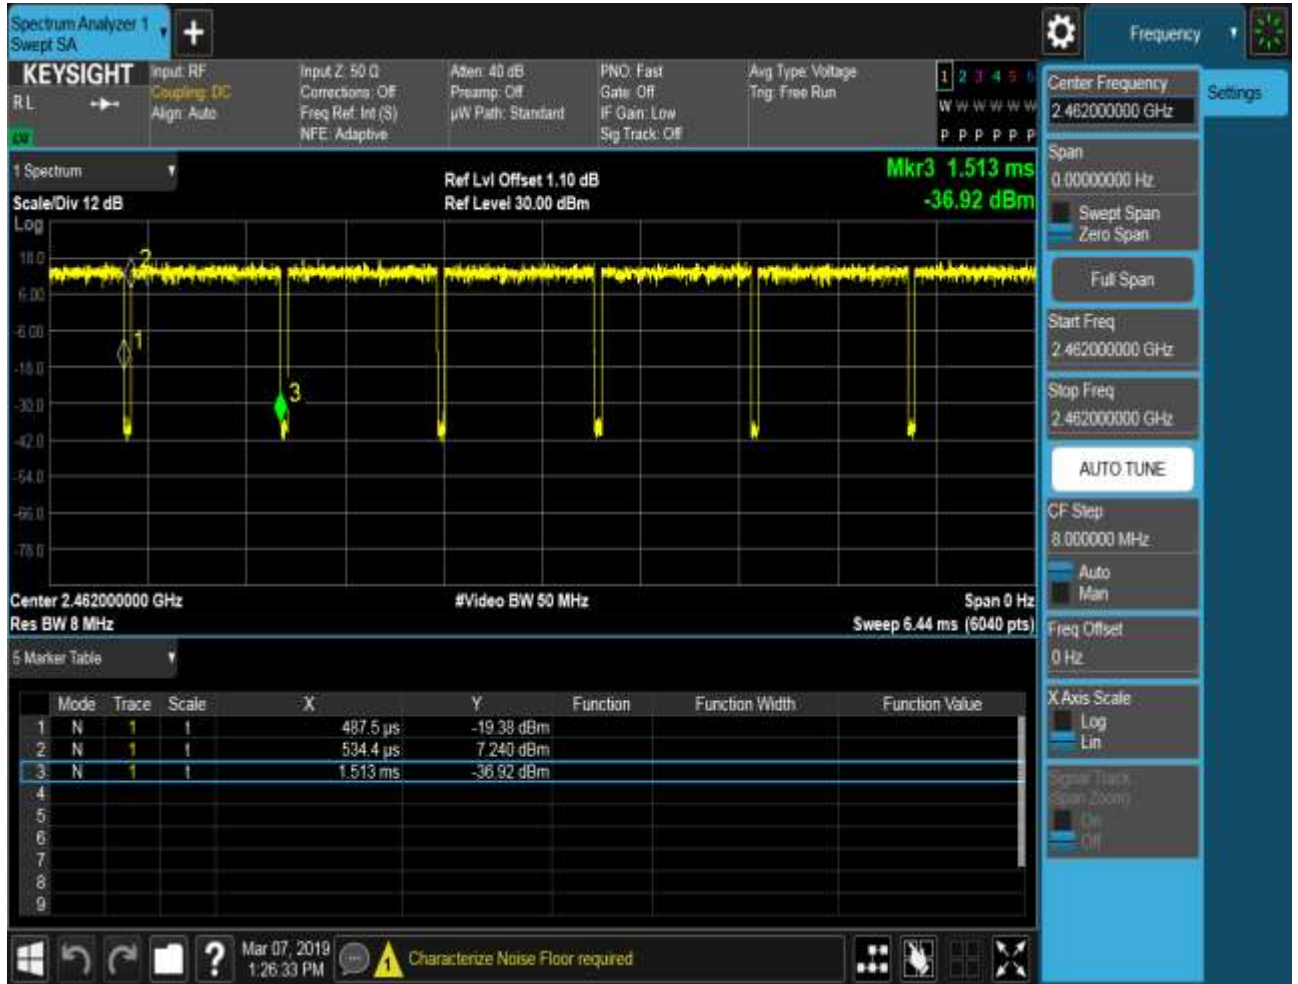 Spectrum Analyzer 1
Swept SA
Frequency
KEYSIGHT
R L
Input: RF
Coupling: DC
Align: Auto
Input Z: 50 Ω
Corrections: Off
Freq Ref: Int (S)
NFE: Adaptive
Atten: 40 dB
Preamp: Off
µW Path: Standard
PNO: Fast
Gate: Off
IF Gain: Low
Sig Track: Off
Avg Type: Voltage
Trig: Free Run
1 2 3 4 5 6
W W W W W W
P P P P P P
1 Spectrum
Scale/Div 12 dB
Ref Lvl Offset 1.10 dB
Ref Level 30.00 dBm
Mkr3 1.513 ms
-36.92 dBm
Log
18.0
6.00
-6.00
-18.0
-30.0
-42.0
-54.0
-66.0
-78.0
2
1
3
Center 2.462000000 GHz
Res BW 8 MHz
#Video BW 50 MHz
Span 0 Hz
Sweep 6.44 ms (6040 pts)
5 Marker Table
Mode Trace Scale X Y Function Function Width Function Value
1 N 1 t 487.5 µs -19.38 dBm
2 N 1 t 534.4 µs 7.240 dBm
3 N 1 t 1.513 ms -36.92 dBm
4
5
6
7
8
9
Mar 07, 2019
1:26:33 PM
?
1
Characterize Noise Floor required
Center Frequency
2.462000000 GHz
Settings
Span
0.00000000 Hz
Swept Span
Zero Span
Full Span
Start Freq
2.462000000 GHz
Stop Freq
2.462000000 GHz
AUTO TUNE
CF Step
8.000000 MHz
Auto
Man
Freq Offset
0 Hz
X Axis Scale
Log
Lin
Signal Track
(Span Zoom)
On
Off